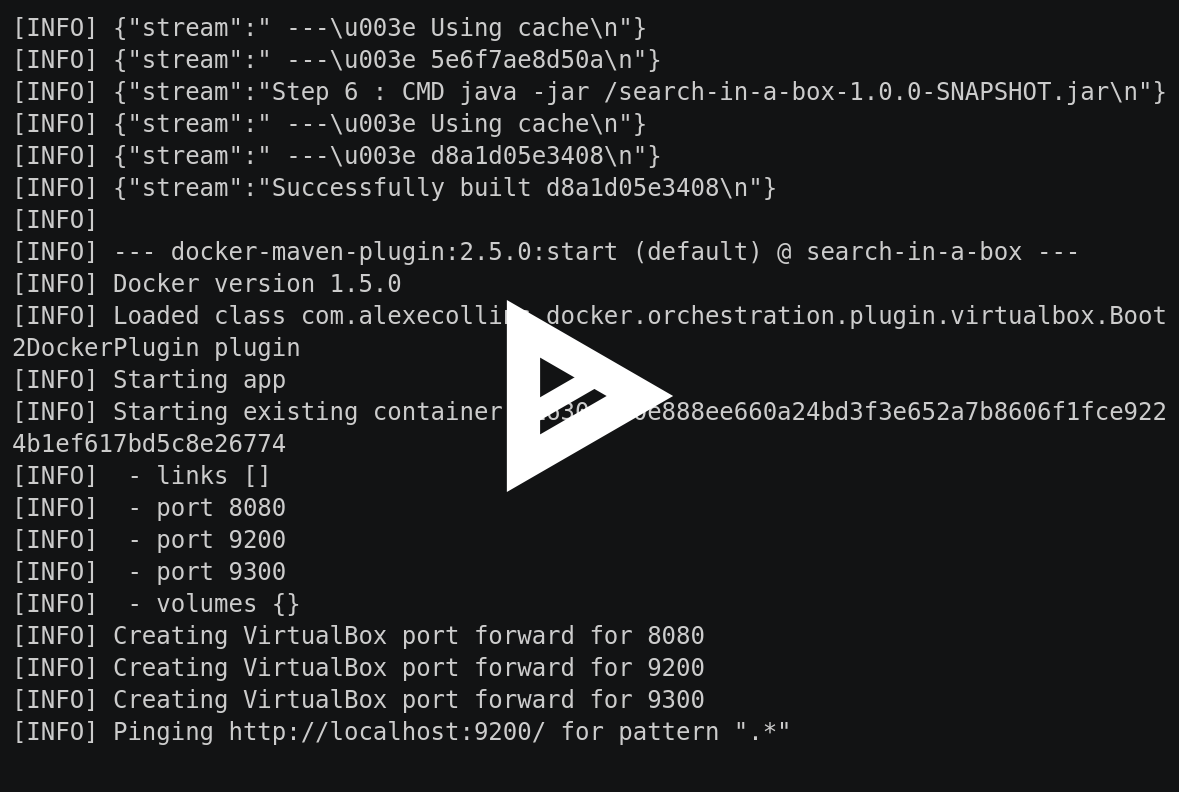 [INFO] {"stream":" ---\u003e Using cache\n"}
[INFO] {"stream":" ---\u003e 5e6f7ae8d50a\n"}
[INFO] {"stream":"Step 6 : CMD java -jar /search-in-a-box-1.0.0-SNAPSHOT.jar\n"}
[INFO] {"stream":" ---\u003e Using cache\n"}
[INFO] {"stream":" ---\u003e d8a1d05e3408\n"}
[INFO] {"stream":"Successfully built d8a1d05e3408\n"}
[INFO]
[INFO] --- docker-maven-plugin:2.5.0:start (default) @ search-in-a-box ---
[INFO] Docker version 1.5.0
[INFO] Loaded class com.alexecollins.docker.orchestration.plugin.virtualbox.Boot
2DockerPlugin plugin
[INFO] Starting app
[INFO] Starting existing container
4b1ef617bd5c8e26774
[INFO]  - links []
[INFO]  - port 8080
[INFO]  - port 9200
[INFO]  - port 9300
[INFO]  - volumes {}
[INFO] Creating VirtualBox port forward for 8080
[INFO] Creating VirtualBox port forward for 9200
[INFO] Creating VirtualBox port forward for 9300
[INFO] Pinging http://localhost:9200/ for pattern ".*"